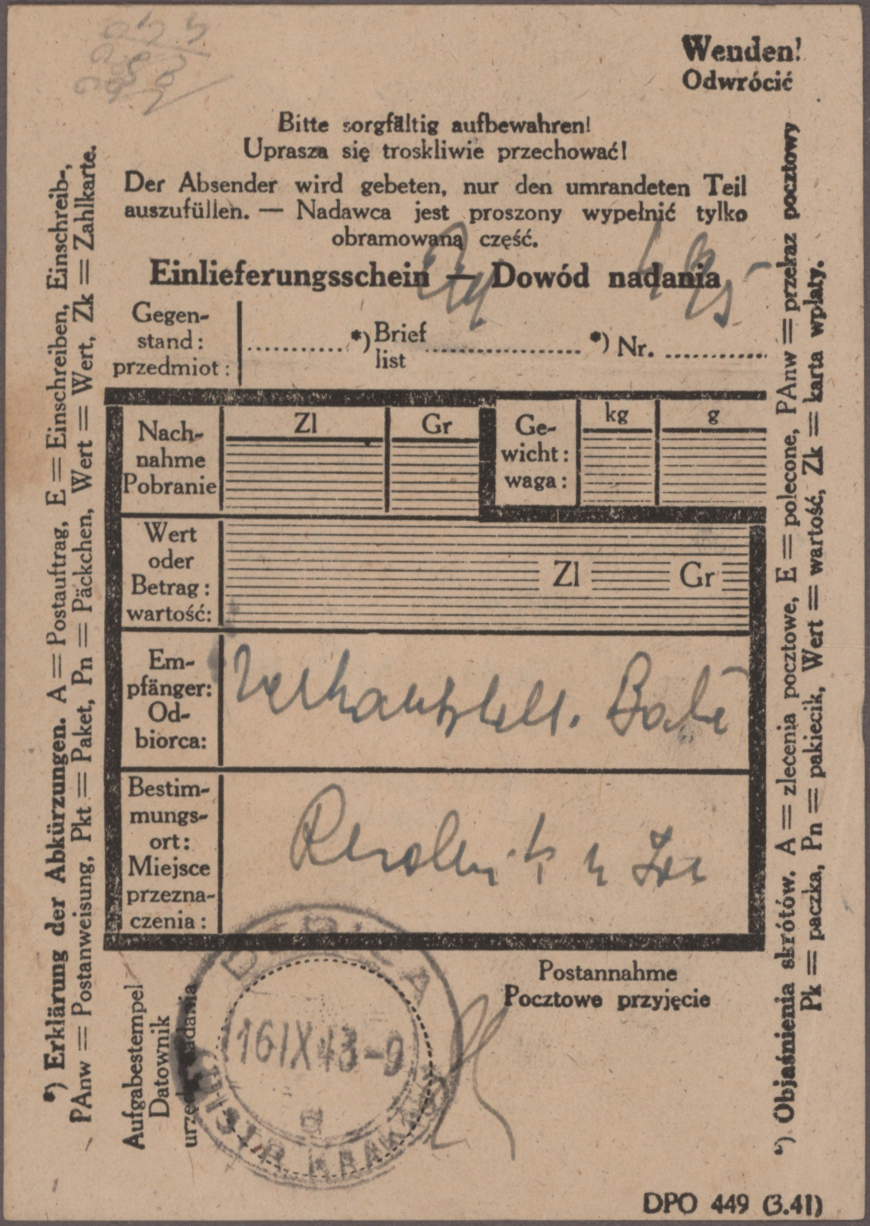 Wenden!
Odwrócić
Bitte sorgfältig aufbewahren!
Uprasza się troskliwie przechować!
Der Absender wird gebeten, nur den umrandeten Teil
auszufüllen. — Nadawca jest proszony wypełnić tylko
obramowaną część.
Einlieferungsschein — Dowód nadania
Gegen-
stand:
przedmiot:
*) Brief
list
*) Nr.
Nach-
nahme
Pobranie
Zl
Gr
Ge-
wicht:
waga:
kg
g
Wert
oder
Betrag:
wartość:
Zl
Gr
Em-
pfänger:
Od-
biorca:
Bestim-
mungs-
ort:
Miejsce
przezna-
czenia:
Aufgabestempel
Datownik
DĘBICA
16IX43-9
a
Postannahme
Pocztowe przyjęcie
DPO 449 (3.41)
*) Erklärung der Abkürzungen. A = Postauftrag, E = Einschreiben, Einschreib-,
PAnw = Postanweisung, Pkt = Paket, Pn = Päckchen, Wert = Wert, Zk = Zahlkarte.
*) Objaśnienia skrótów. A = zlecenia pocztowe, E = polecone, PAnw = przekaz pocztowy
Pk = paczka, Pn = pakiecik, Wert = wartość, Zk = karta wpłaty.